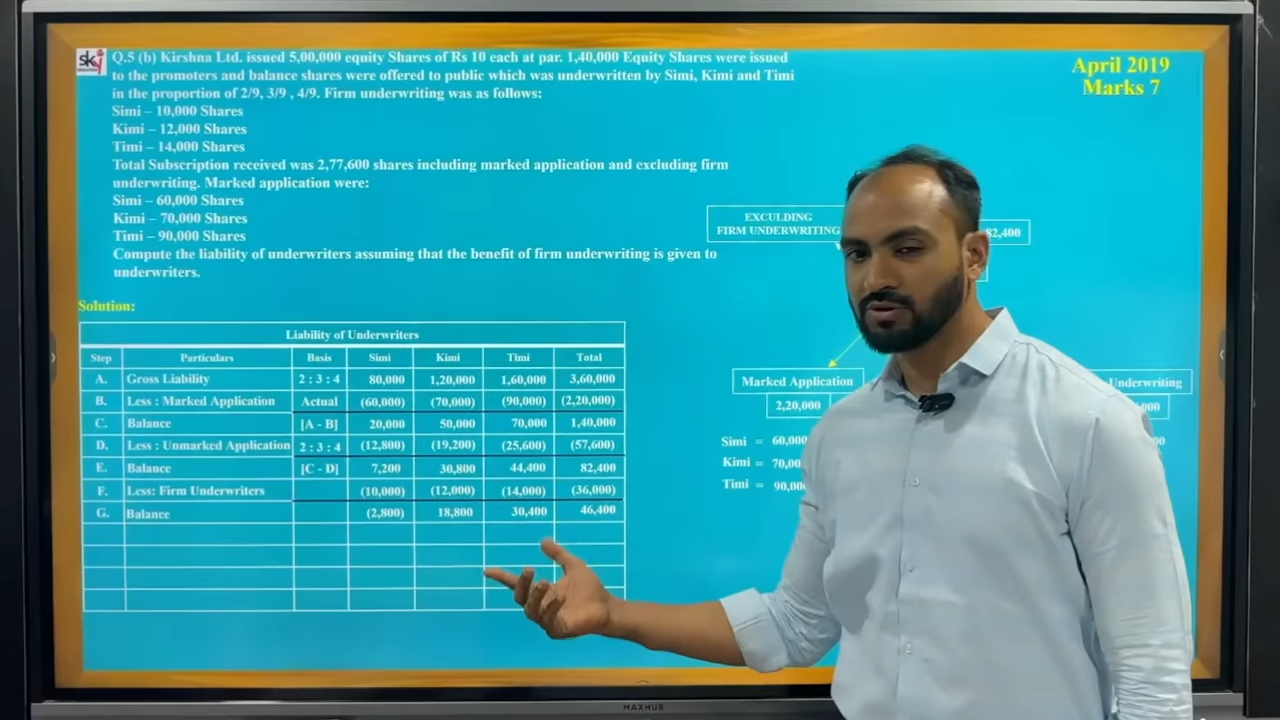 sky
Q.5 (b) Kirshna Ltd. issued 5,00,000 equity Shares of Rs 10 each at par. 1,40,000 Equity Shares were issued
to the promoters and balance shares were offered to public which was underwritten by Simi, Kimi and Timi
in the proportion of 2/9, 3/9 , 4/9. Firm underwriting was as follows:
Simi – 10,000 Shares
Kimi – 12,000 Shares
Timi – 14,000 Shares
Total Subscription received was 2,77,600 shares including marked application and excluding firm
underwriting. Marked application were:
Simi – 60,000 Shares
Kimi – 70,000 Shares
Timi – 90,000 Shares
Compute the liability of underwriters assuming that the benefit of firm underwriting is given to
underwriters.
April 2019
Marks 7
EXCULDING
FIRM UNDERWRITING
82,400
Solution:
Liability of Underwriters
Step Particulars Basis Simi Kimi Timi Total
A. Gross Liability 2 : 3 : 4 80,000 1,20,000 1,60,000 3,60,000
B. Less : Marked Application Actual (60,000) (70,000) (90,000) (2,20,000)
C. Balance [A - B] 20,000 50,000 70,000 1,40,000
D. Less : Unmarked Application 2 : 3 : 4 (12,800) (19,200) (25,600) (57,600)
E. Balance [C - D] 7,200 30,800 44,400 82,400
F. Less: Firm Underwriters (10,000) (12,000) (14,000) (36,000)
G. Balance (2,800) 18,800 30,400 46,400
Marked Application
2,20,000
Simi = 60,000
Kimi = 70,00
Timi = 90,00
Underwriting
MAXHUB